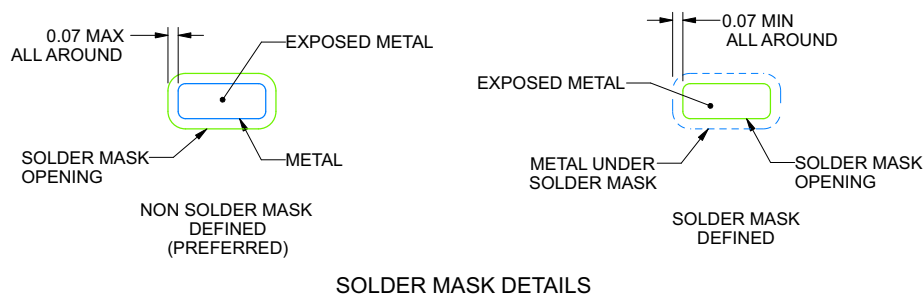 0.07 MAX
ALL AROUND
EXPOSED METAL
SOLDER MASK
OPENING
METAL
NON SOLDER MASK
DEFINED
(PREFERRED)
0.07 MIN
ALL AROUND
EXPOSED METAL
METAL UNDER
SOLDER MASK
SOLDER MASK
OPENING
SOLDER MASK
DEFINED
SOLDER MASK DETAILS